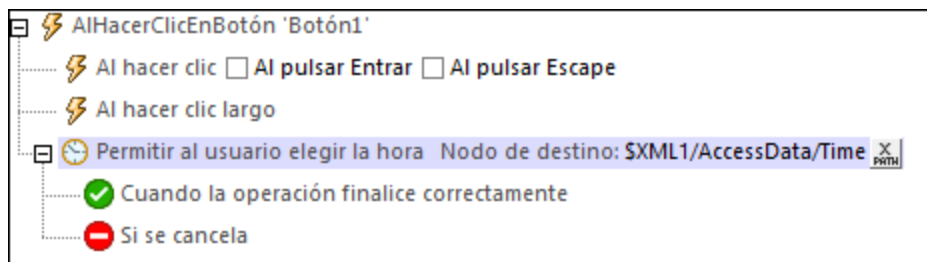 AlHacerClicEnBotón 'Botón1'
Al hacer clic Al pulsar Entrar Al pulsar Escape
Al hacer clic largo
Permitir al usuario elegir la hora Nodo de destino: $XML1/AccessData/Time X PATH
Cuando la operación finalice correctamente
Si se cancela